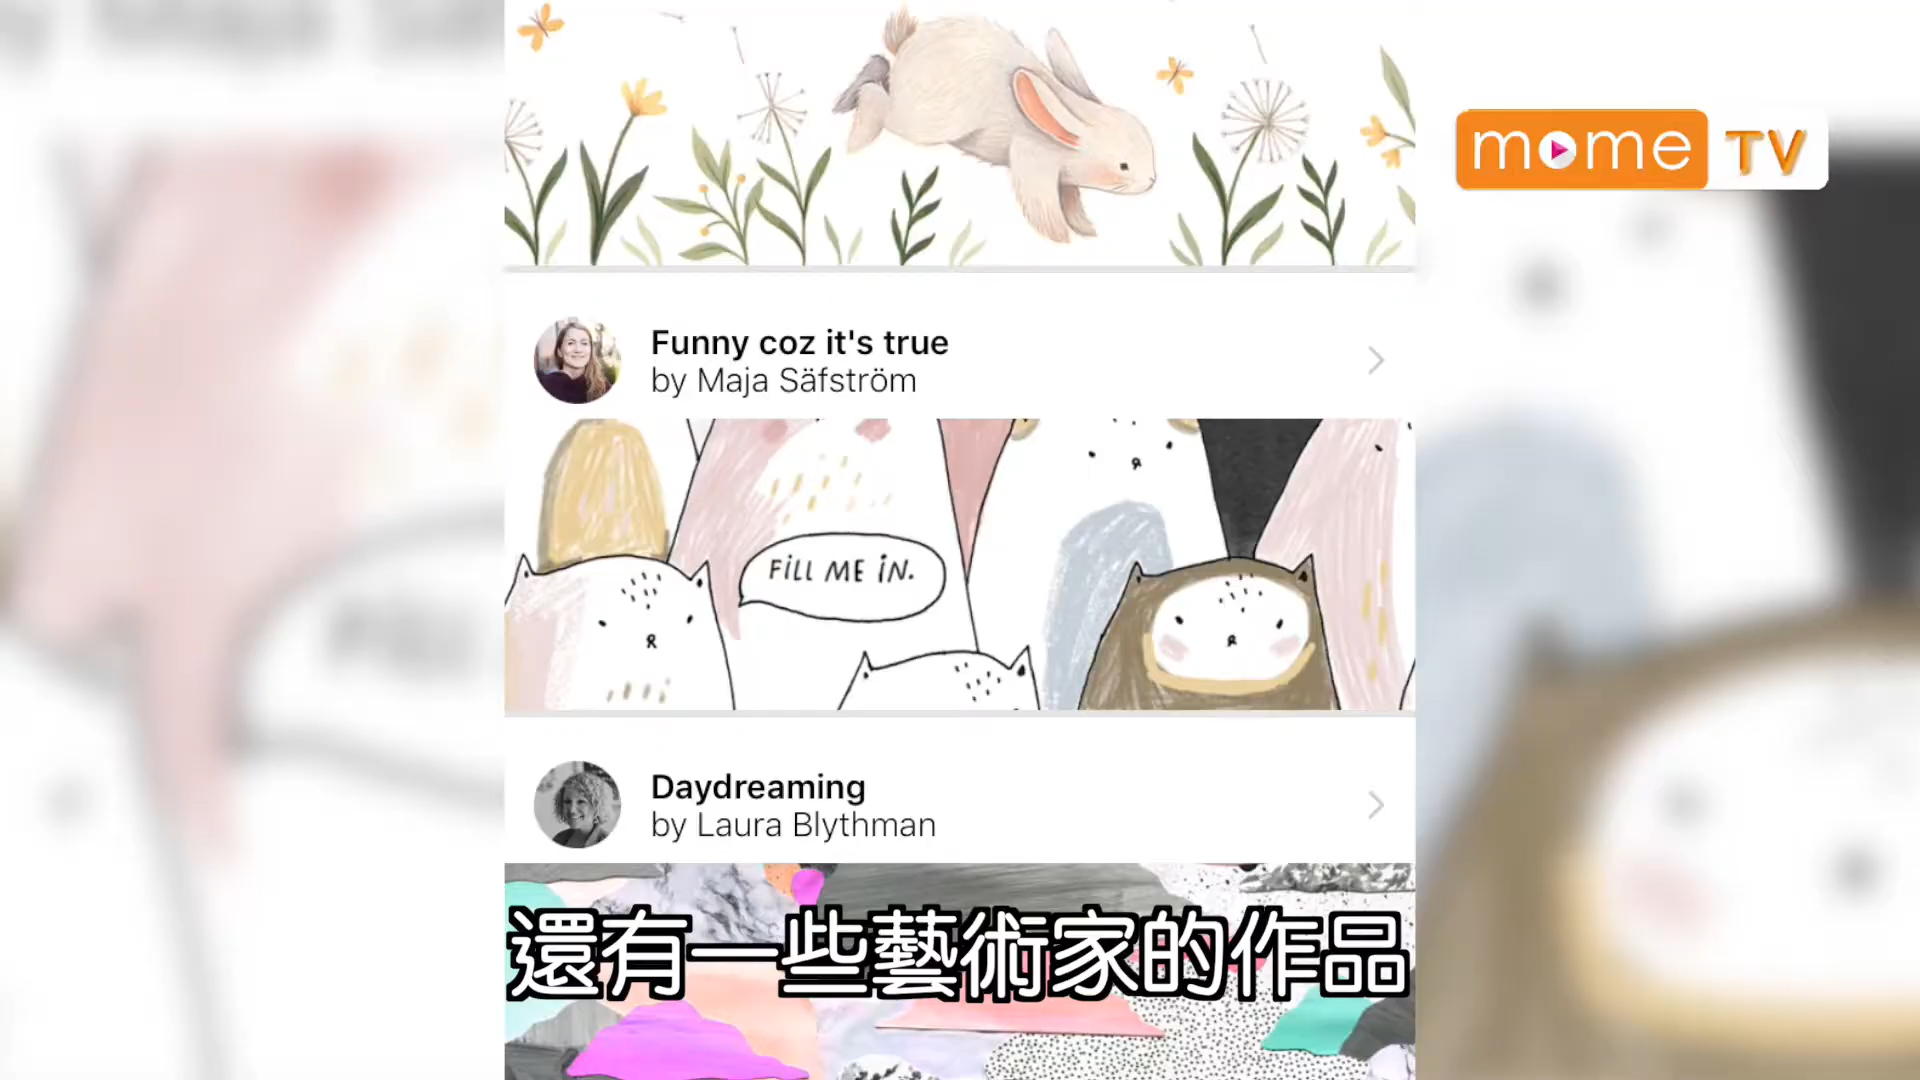 mome TV
Funny coz it's true
by Maja Säfström
FiLL ME iN.
Daydreaming
by Laura Blythman
還有一些藝術家的作品